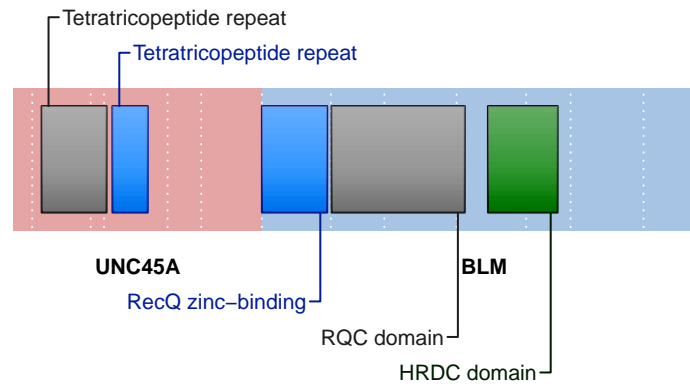 Tetratricopeptide repeat
Tetratricopeptide repeat
UNC45A
BLM
RecQ zinc−binding
RQC domain
HRDC domain